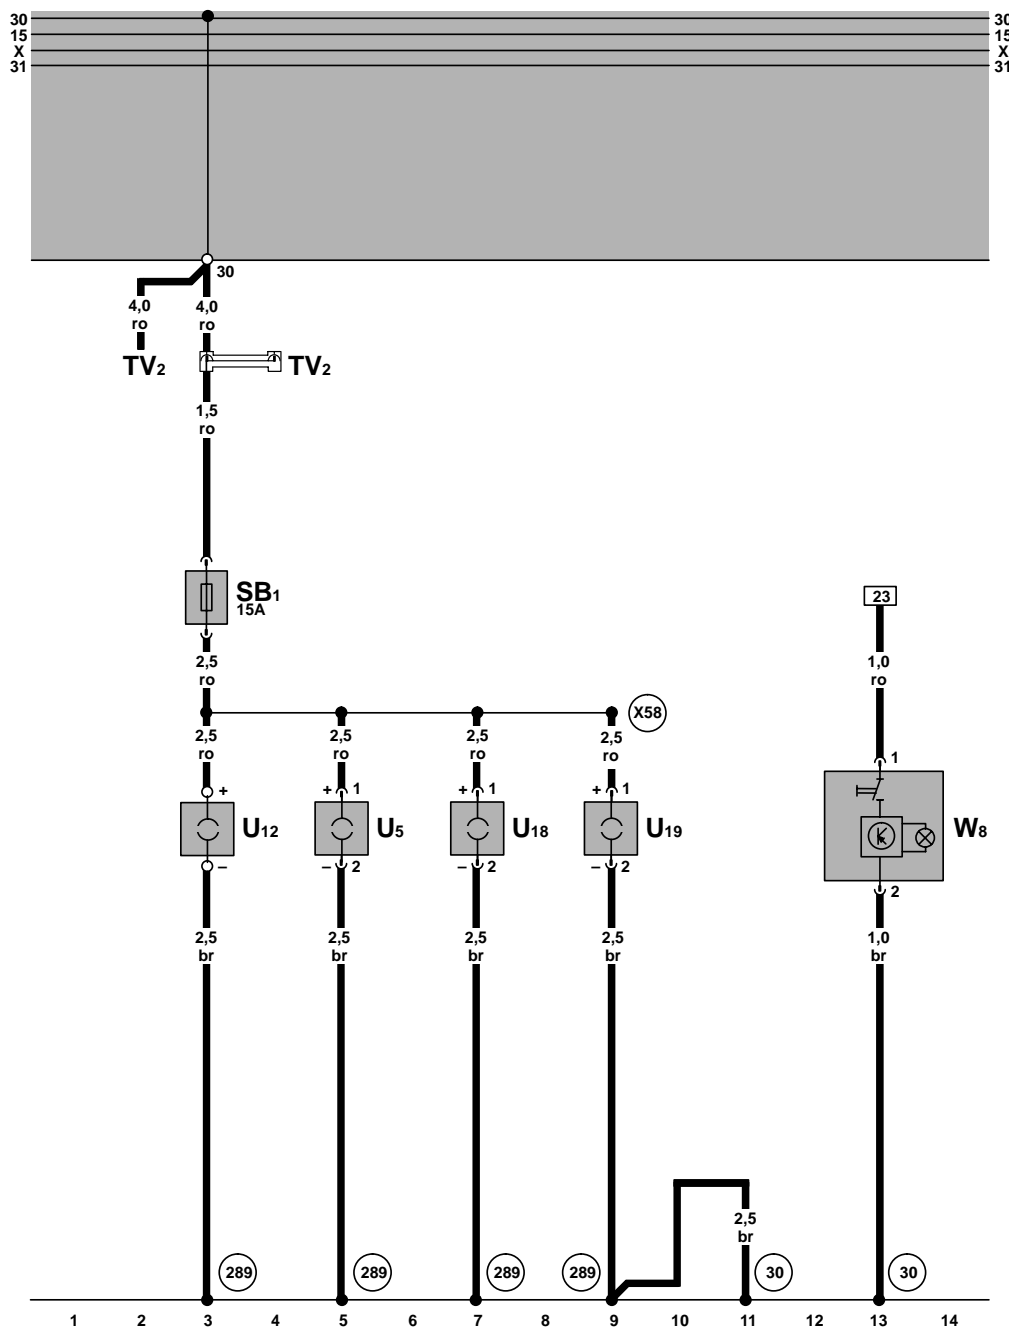 30 30
15 15
X X
31 31
30
4,0 4,0
ro ro
TV2 TV2
1,5
ro
SB1
15A
23
2,5 1,0
ro ro
X58
2,5 2,5 2,5 2,5
ro ro ro ro
1
+ + 1 + 1 + 1
U12 U5 U18 U19 W8
– – 2 – 2 – 2
2
2,5 2,5 2,5 2,5 1,0
br br br br br
2,5
br
289 289 289 289 30 30
1 2 3 4 5 6 7 8 9 10 11 12 13 14